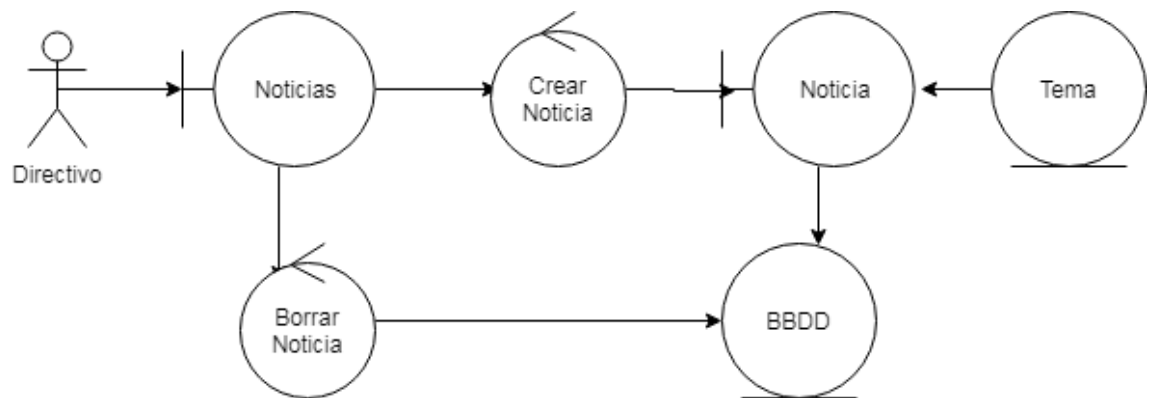 Directivo
Noticias
Crear
Noticia
Noticia
Tema
Borrar
Noticia
BBDD